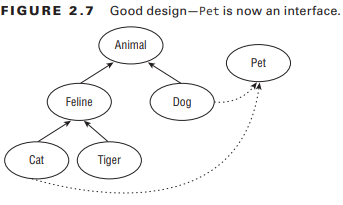 FIGURE 2.7 Good design—Pet is now an interface.
Animal
Pet
Feline
Dog
Cat
Tiger